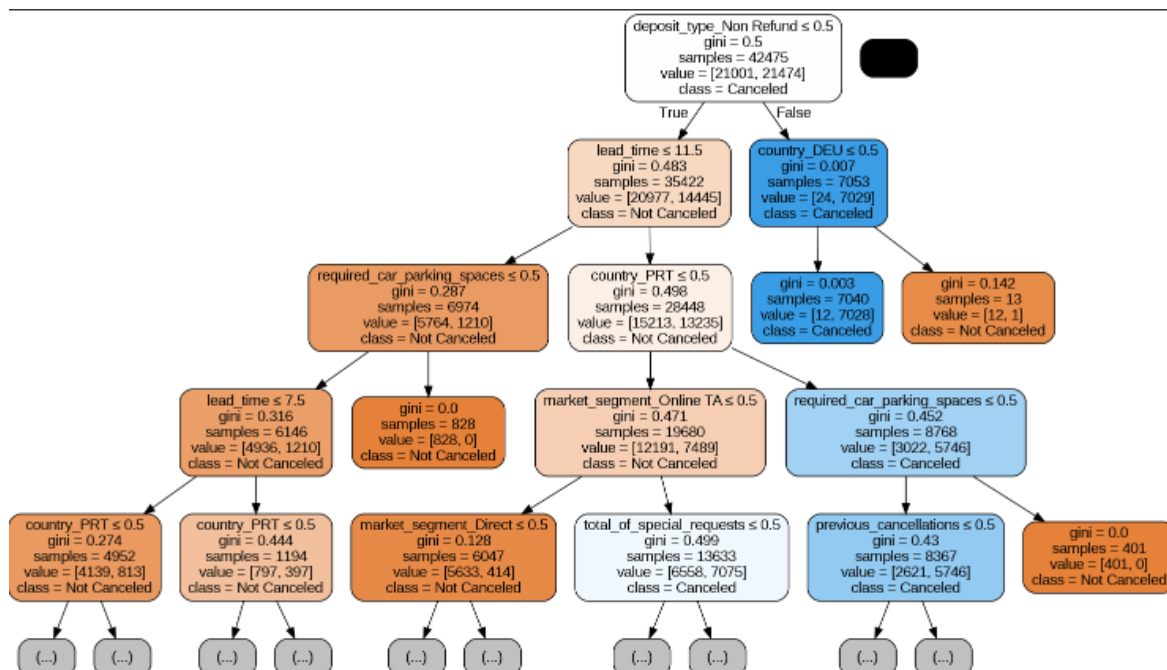 deposit_type_Non Refund ≤ 0.5
gini = 0.5
samples = 42475
value = [21001, 21474]
class = Canceled
True
False
lead_time ≤ 11.5
gini = 0.483
samples = 35422
value = [20977, 14445]
class = Not Canceled
country_DEU ≤ 0.5
gini = 0.007
samples = 7053
value = [24, 7029]
class = Canceled
required_car_parking_spaces ≤ 0.5
gini = 0.287
samples = 6974
value = [5764, 1210]
class = Not Canceled
country_PRT ≤ 0.5
gini = 0.498
samples = 28448
value = [15213, 13235]
class = Not Canceled
gini = 0.003
samples = 7040
value = [12, 7028]
class = Canceled
gini = 0.142
samples = 13
value = [12, 1]
class = Not Canceled
lead_time ≤ 7.5
gini = 0.316
samples = 6146
value = [4936, 1210]
class = Not Canceled
gini = 0.0
samples = 828
value = [828, 0]
class = Not Canceled
market_segment_Online TA ≤ 0.5
gini = 0.471
samples = 19680
value = [12191, 7489]
class = Not Canceled
required_car_parking_spaces ≤ 0.5
gini = 0.452
samples = 8768
value = [3022, 5746]
class = Canceled
country_PRT ≤ 0.5
gini = 0.274
samples = 4952
value = [4139, 813]
class = Not Canceled
country_PRT ≤ 0.5
gini = 0.444
samples = 1194
value = [797, 397]
class = Not Canceled
market_segment_Direct ≤ 0.5
gini = 0.128
samples = 6047
value = [5633, 414]
class = Not Canceled
total_of_special_requests ≤ 0.5
gini = 0.499
samples = 13633
value = [6558, 7075]
class = Canceled
previous_cancellations ≤ 0.5
gini = 0.43
samples = 8367
value = [2621, 5746]
class = Canceled
gini = 0.0
samples = 401
value = [401, 0]
class = Not Canceled
(...)
(...)
(...)
(...)
(...)
(...)
(...)
(...)
(...)
(...)